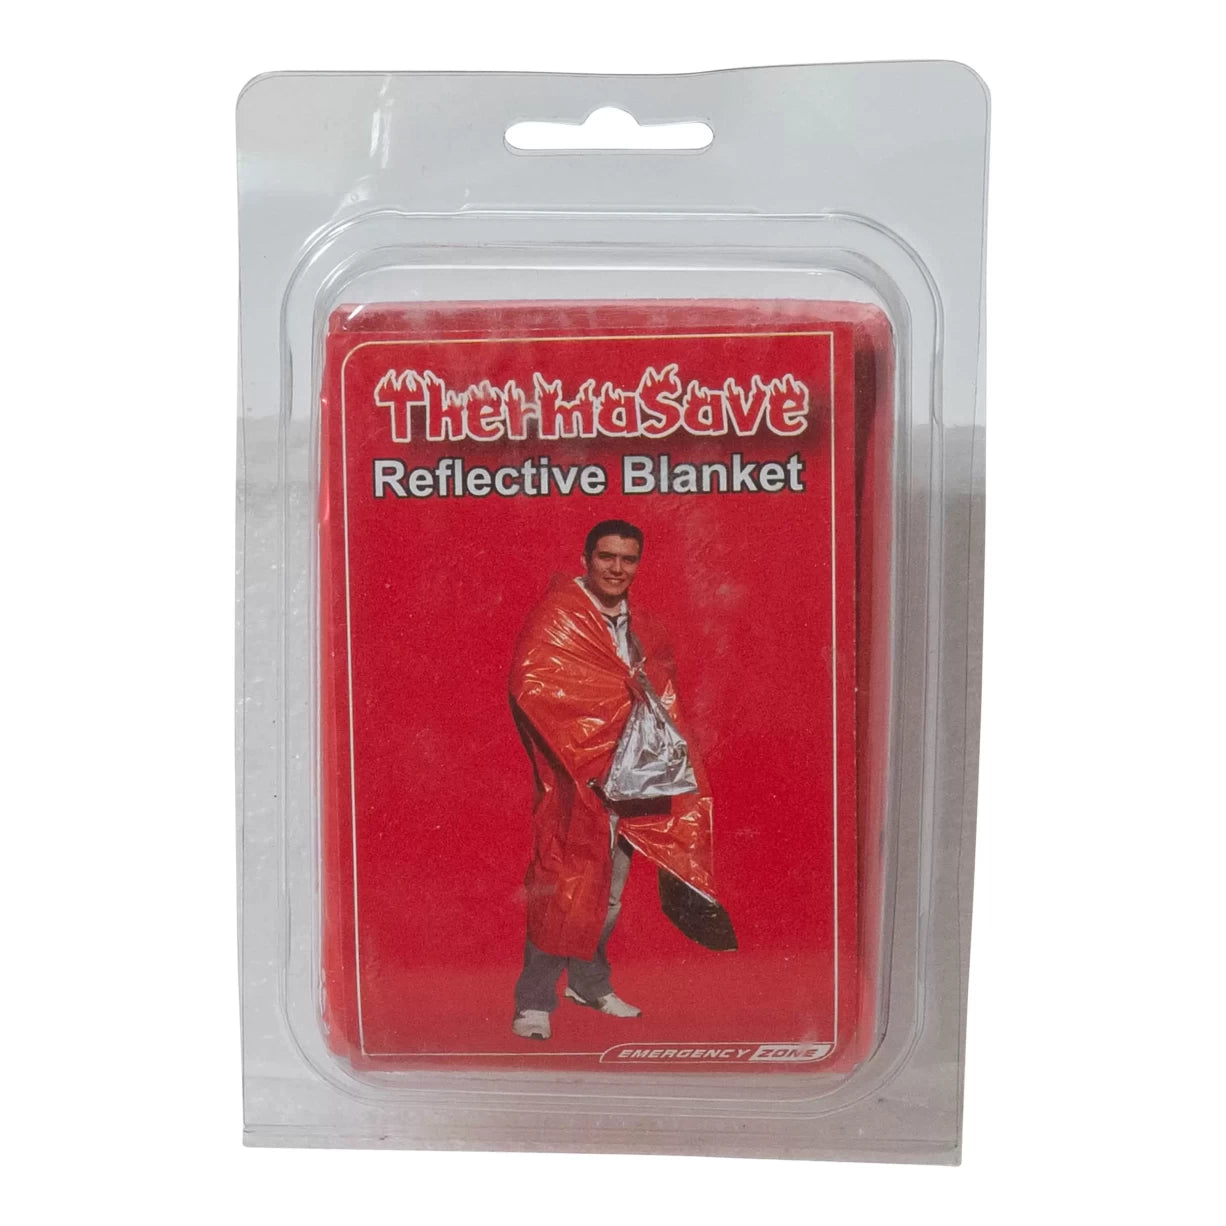 ThermaSave
Reflective Blanket
EMERGENCY ZONE